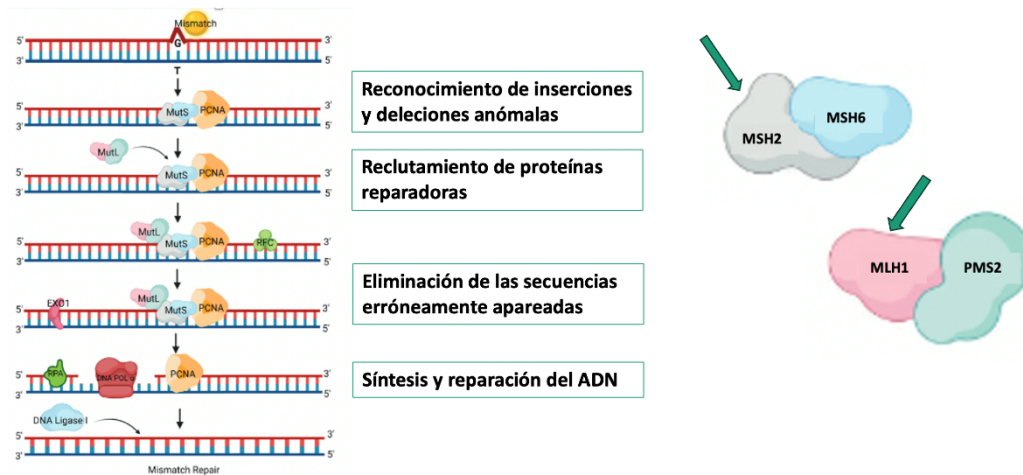 Mismatch
5' 3'
G
3' 5'
5' 3'
MutS PCNA
3' 5'
MutL
5' 3'
MutS PCNA
3' 5'
MutL
5' MutS PCNA RFC 3'
3' 5'
MutL
EXO1
5' MutS PCNA 3'
3' 5'
5' RPA DNA POL PCNA 3'
3' 5'
DNA Ligase I
5' 3'
3' 5'
Mismatch Repair
Reconocimiento de inserciones
y deleciones anómalas
Reclutamiento de proteínas
reparadoras
Eliminación de las secuencias
erróneamente apareadas
Síntesis y reparación del ADN
MSH2
MSH6
MLH1
PMS2